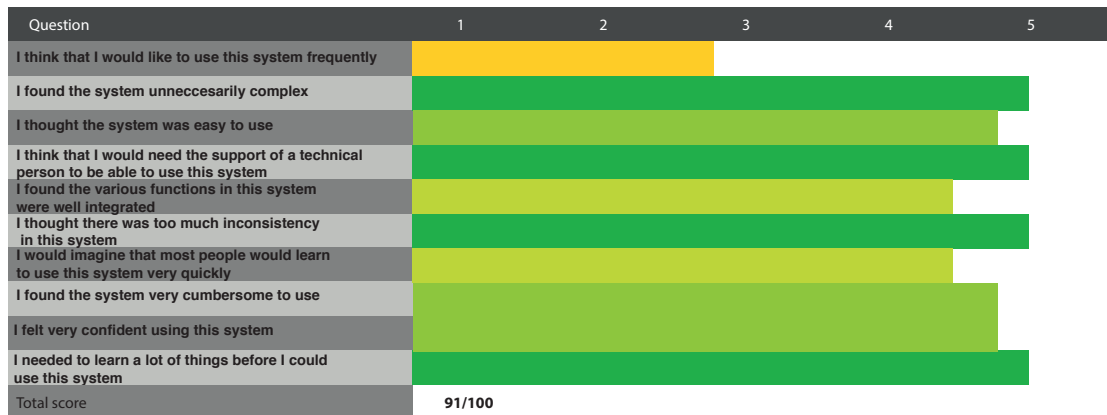 Question 1 2 3 4 5
I think that I would like to use this system frequently
I found the system unneccesarily complex
I thought the system was easy to use
I think that I would need the support of a technical
person to be able to use this system
I found the various functions in this system
were well integrated
I thought there was too much inconsistency
in this system
I would imagine that most people would learn
to use this system very quickly
I found the system very cumbersome to use
I felt very confident using this system
I needed to learn a lot of things before I could
use this system
Total score 91/100